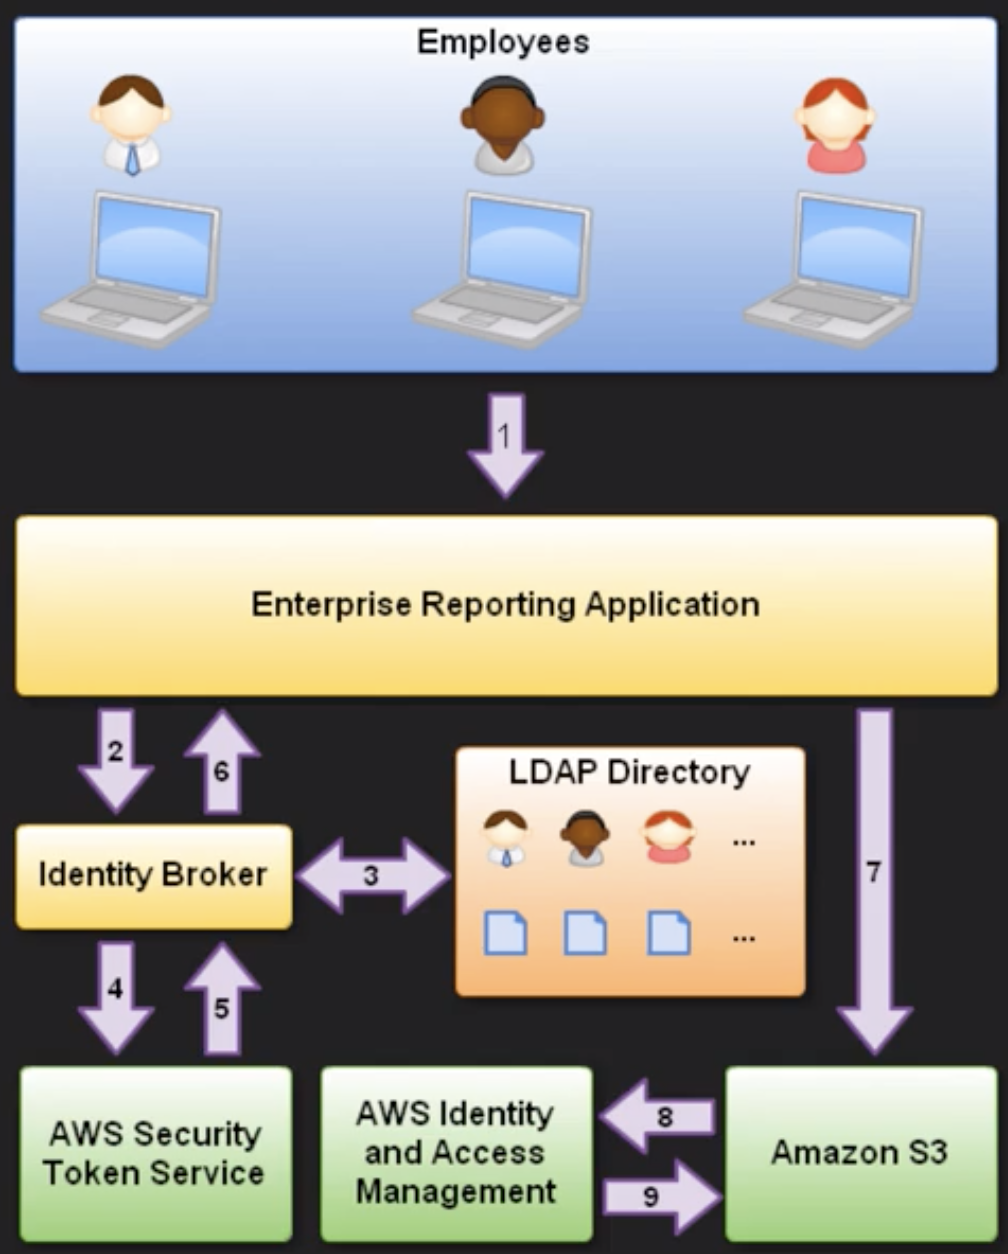 Employees
1
Enterprise Reporting Application
2
6
LDAP Directory
...
Identity Broker
3
7
...
4
5
AWS Security
Token Service
AWS Identity
and Access
Management
8
9
Amazon S3